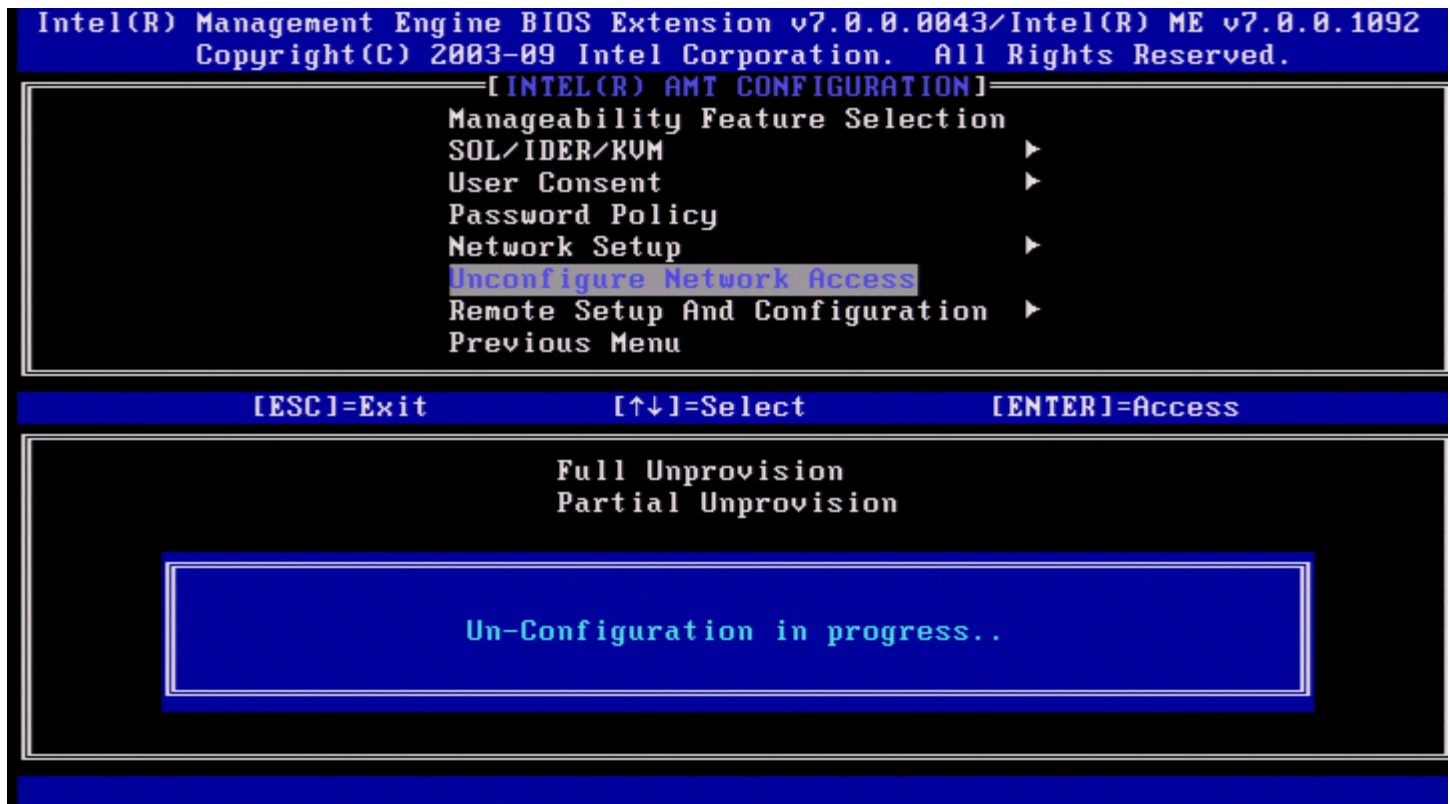 Intel(R) Management Engine BIOS Extension v7.0.0.0043/Intel(R) ME v7.0.0.1092
Copyright(C) 2003-09 Intel Corporation. All Rights Reserved.
[INTEL(R) AMT CONFIGURATION]
Manageability Feature Selection
SOL/IDER/KVM ►
User Consent ►
Password Policy
Network Setup ►
Unconfigure Network Access
Remote Setup And Configuration ►
Previous Menu
[ESC]=Exit [↑↓]=Select [ENTER]=Access
Full Unprovision
Partial Unprovision
Un-Configuration in progress..